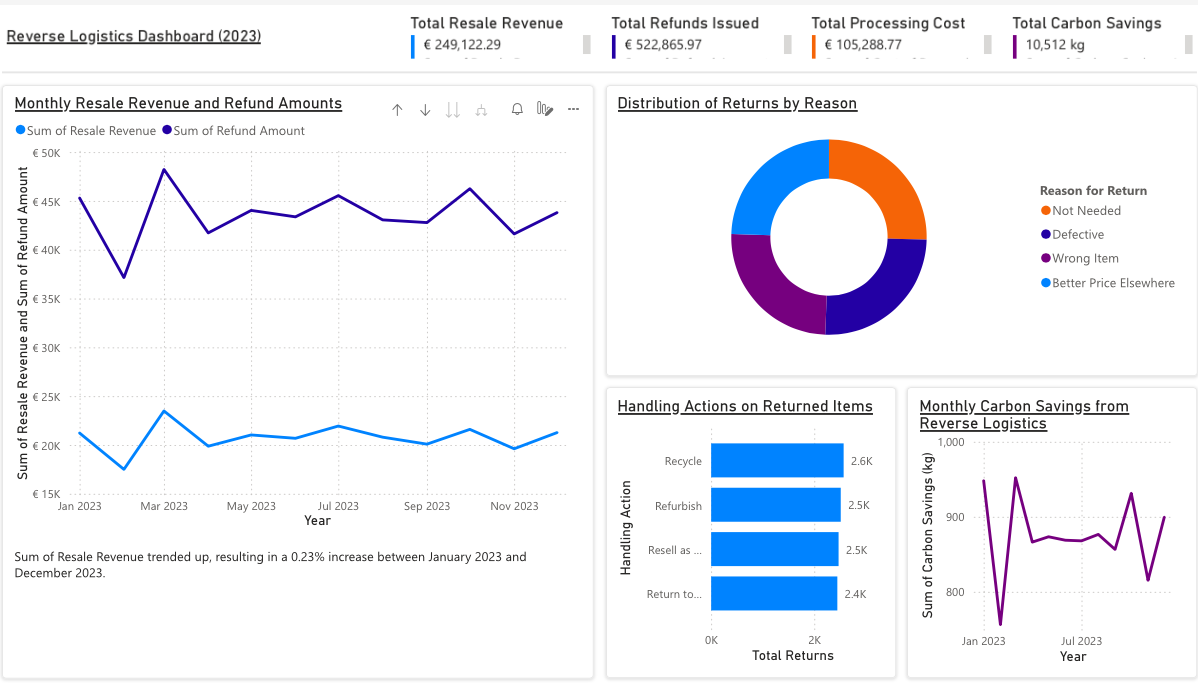 Reverse Logistics Dashboard (2023)
Total Resale Revenue
€ 249,122.29
Total Refunds Issued
€ 522,865.97
Total Processing Cost
€ 105,288.77
Total Carbon Savings
10,512 kg
Monthly Resale Revenue and Refund Amounts
Sum of Resale Revenue Sum of Refund Amount
Sum of Resale Revenue and Sum of Refund Amount
€ 50K
€ 45K
€ 40K
€ 35K
€ 30K
€ 25K
€ 20K
€ 15K
Jan 2023 Mar 2023 May 2023 Jul 2023 Sep 2023 Nov 2023
Year
Sum of Resale Revenue trended up, resulting in a 0.23% increase between January 2023 and
December 2023.
Distribution of Returns by Reason
Reason for Return
Not Needed
Defective
Wrong Item
Better Price Elsewhere
Handling Actions on Returned Items
Handling Action
Recycle 2.6K
Refurbish 2.5K
Resell as ... 2.5K
Return to... 2.4K
0K 2K
Total Returns
Monthly Carbon Savings from
Reverse Logistics
Sum of Carbon Savings (kg)
1,000
900
800
Jan 2023 Jul 2023
Year